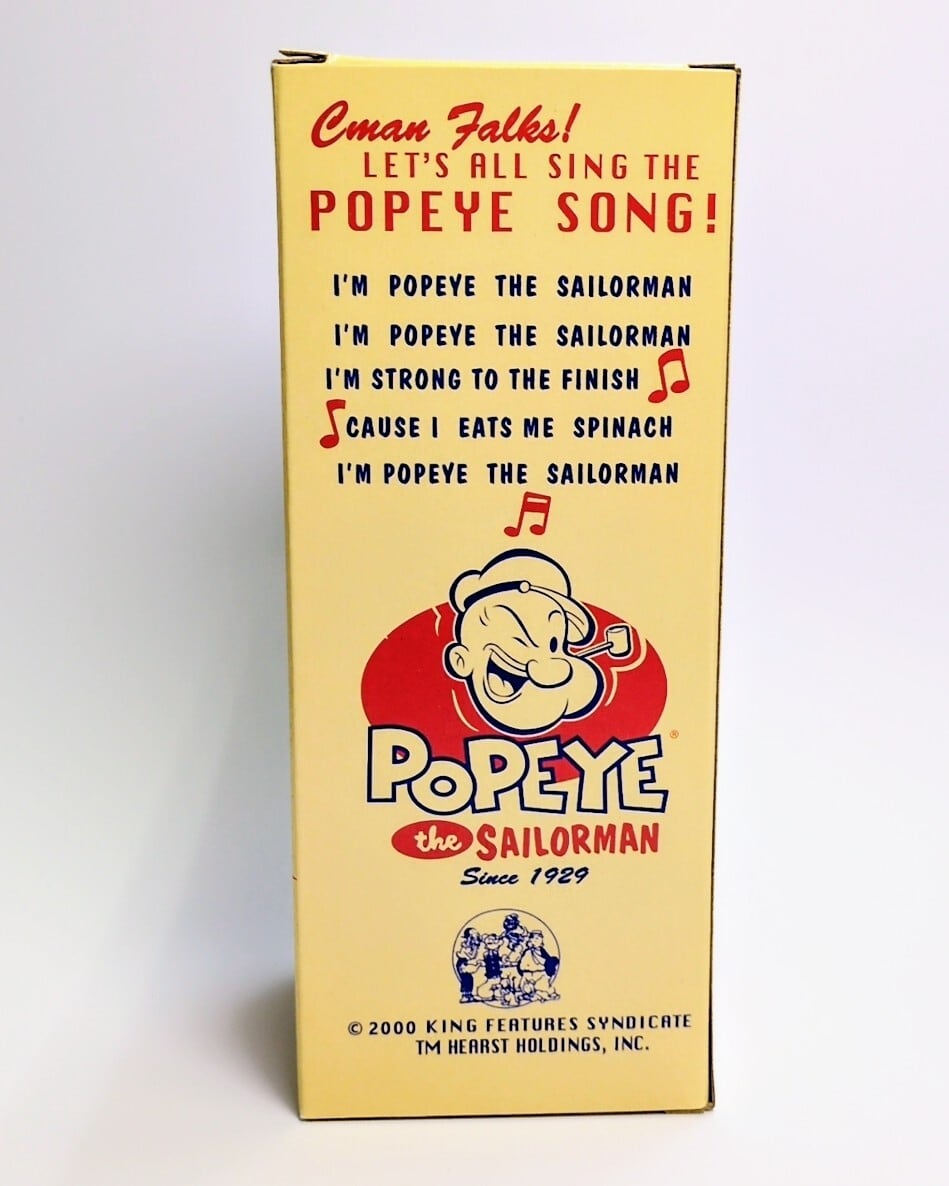 Cman Falks!
LET'S ALL SING THE
POPEYE SONG!
I'M POPEYE THE SAILORMAN
I'M POPEYE THE SAILORMAN
I'M STRONG TO THE FINISH
CAUSE I EATS ME SPINACH
I'M POPEYE THE SAILORMAN
POPEYE®
the SAILORMAN
Since 1929
© 2000 KING FEATURES SYNDICATE
TM HEARST HOLDINGS, INC.